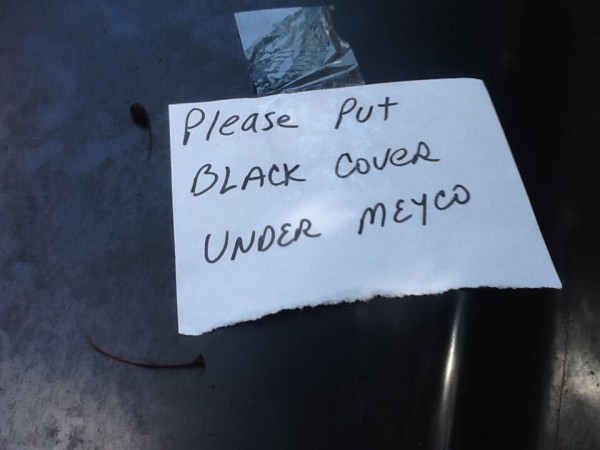 Please Put
BLACK COVER
UNDER MEYCO